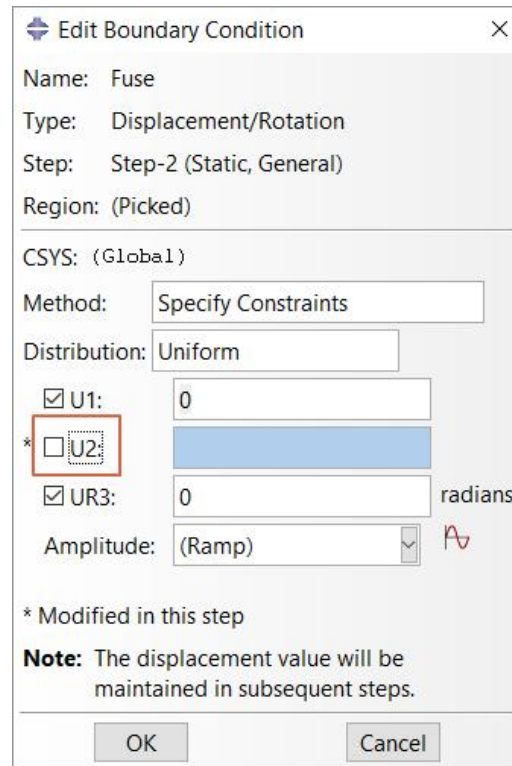 Edit Boundary Condition
Name: Fuse
Type: Displacement/Rotation
Step: Step-2 (Static, General)
Region: (Picked)
CSYS: (Global)
Method: Specify Constraints
Distribution: Uniform
U1: 0
* U2:
UR3: 0 radians
Amplitude: (Ramp)
* Modified in this step
Note: The displacement value will be
maintained in subsequent steps.
OK Cancel